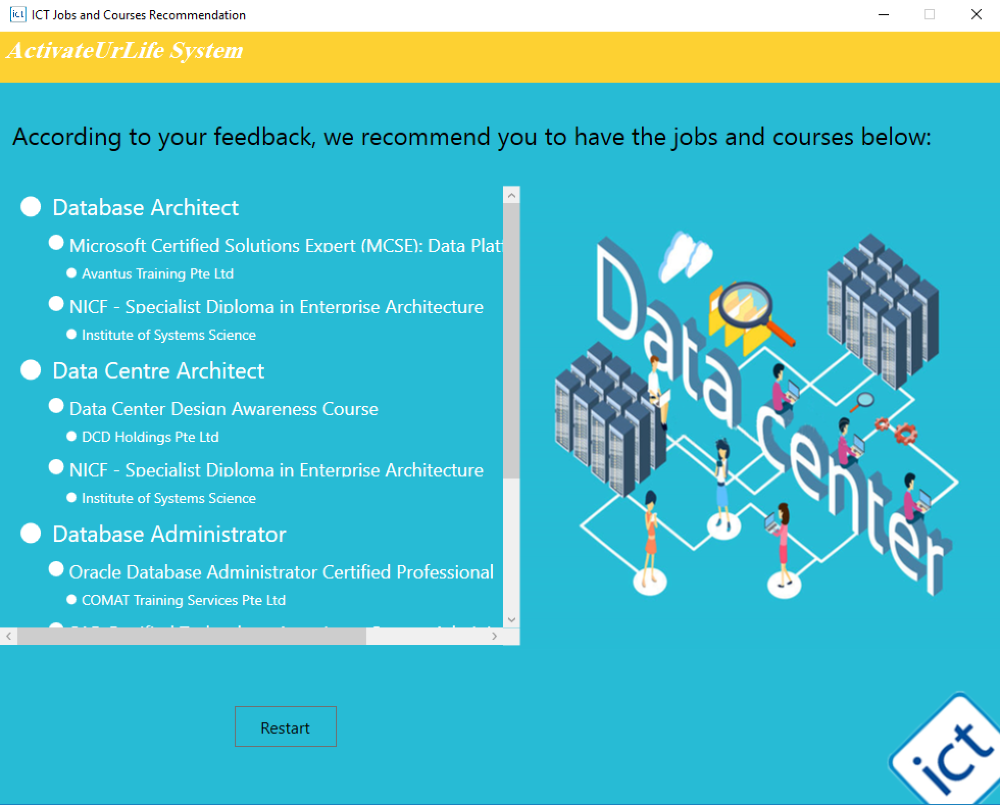 ict ICT Jobs and Courses Recommendation
ActivateUrLife System
According to your feedback, we recommend you to have the jobs and courses below:
Database Architect
Microsoft Certified Solutions Expert (MCSE): Data
Avantus Training Pte Ltd
NICF - Specialist Diploma in Enterprise Architecture
Institute of Systems Science
Data Centre Architect
Data Center Design Awareness Course
DCD Holdings Pte Ltd
NICF - Specialist Diploma in Enterprise Architecture
Institute of Systems Science
Database Administrator
Oracle Database Administrator Certified Professional
COMAT Training Services Pte Ltd
Data Center
Restart
ict